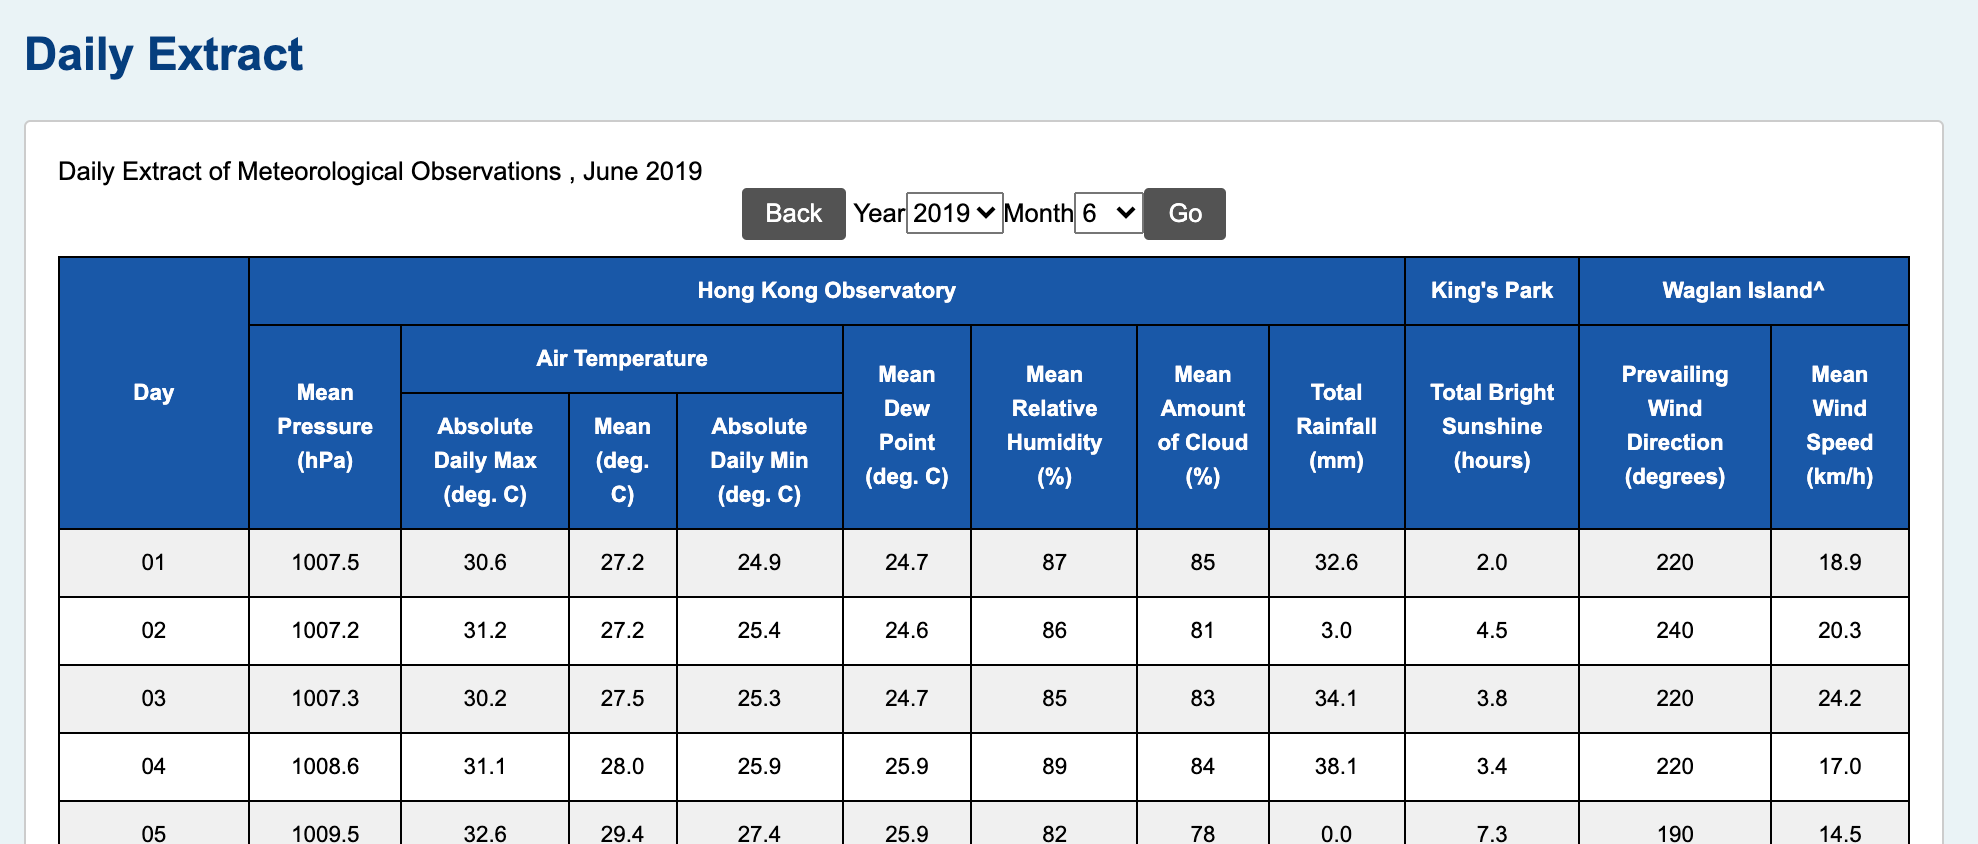 Daily Extract
Daily Extract of Meteorological Observations , June 2019
Back Year 2019 Month 6 Go
Day
Hong Kong Observatory
King's Park
Waglan Island^
Mean
Pressure
(hPa)
Air Temperature
Absolute
Daily Max
(deg. C)
Mean
(deg.
C)
Absolute
Daily Min
(deg. C)
Mean
Dew
Point
(deg. C)
Mean
Relative
Humidity
(%)
Mean
Amount
of Cloud
(%)
Total
Rainfall
(mm)
Total Bright
Sunshine
(hours)
Prevailing
Wind
Direction
(degrees)
Mean
Wind
Speed
(km/h)
01 1007.5 30.6 27.2 24.9 24.7 87 85 32.6 2.0 220 18.9
02 1007.2 31.2 27.2 25.4 24.6 86 81 3.0 4.5 240 20.3
03 1007.3 30.2 27.5 25.3 24.7 85 83 34.1 3.8 220 24.2
04 1008.6 31.1 28.0 25.9 25.9 89 84 38.1 3.4 220 17.0
05 1009.5 32.6 29.4 27.4 25.9 82 78 0.0 7.3 190 14.5